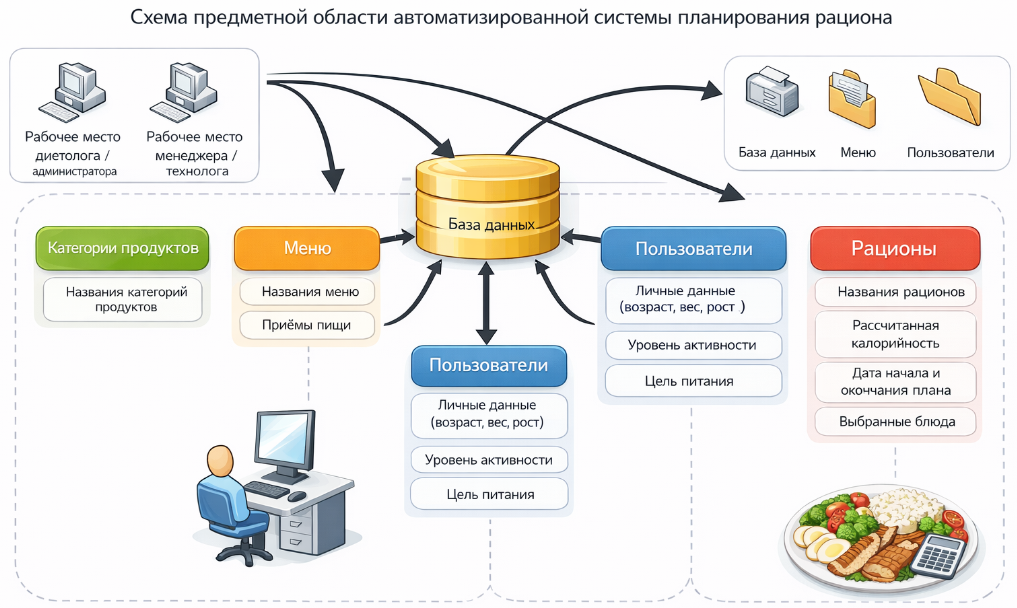 Схема предметной области автоматизированной системы планирования рациона
Рабочее место
диетолога /
администратора
Рабочее место
менеджера /
технолога
База данных
Меню
Пользователи
База данных
Категории продуктов
Названия категорий
продуктов
Меню
Названия меню
Приёмы пищи
Пользователи
Личные данные
(возраст, вес, рост)
Уровень активности
Цель питания
Пользователи
Личные данные
(возраст, вес, рост )
Уровень активности
Цель питания
Рационы
Названия рационов
Рассчитанная
калорийность
Дата начала и
окоччания плана
Выбранные блюда